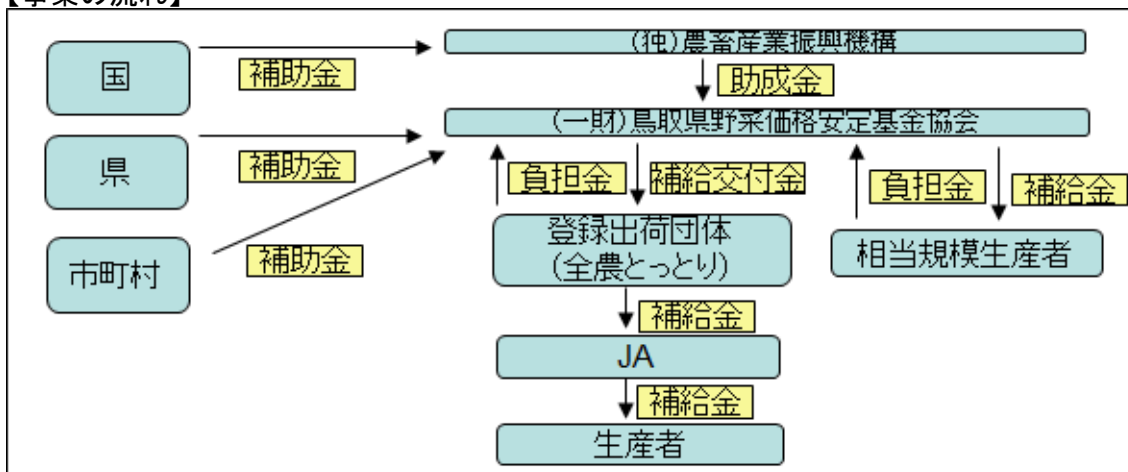 【事業の流れ】
国
補助金
(独)農畜産業振興機構
助成金
県
補助金
(一財)鳥取県野菜価格安定基金協会
市町村
補助金
負担金
補給交付金
負担金
補給金
登録出荷団体
(全農とっとり)
相当規模生産者
補給金
JA
補給金
生産者